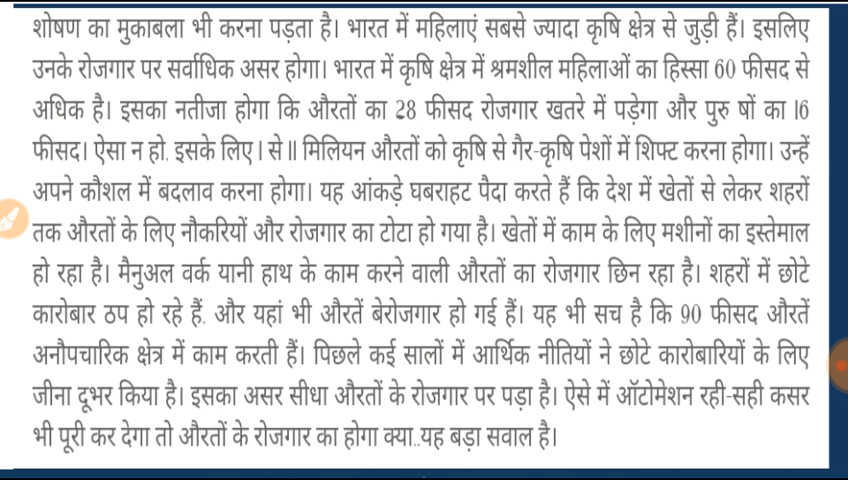 शोषण का मुकाबला भी करना पड़ता है। भारत में महिलाएं सबसे ज्यादा कृषि क्षेत्र से जुड़ी हैं। इसलिए
उनके रोजगार पर सर्वाधिक असर होगा। भारत में कृषि क्षेत्र में श्रमशील महिलाओं का हिस्सा 60 फीसद से
अधिक है। इसका नतीजा होगा कि औरतों का 28 फीसद रोजगार खतरे में पड़ेगा और पुरु षों का 16
फीसद। ऐसा न हो, इसके लिए 1 से 11 मिलियन औरतों को कृषि से गैर-कृषि पेशों में शिफ्ट करना होगा। उन्हें
अपने कौशल में बदलाव करना होगा। यह आंकड़े घबराहट पैदा करते हैं कि देश में खेतों से लेकर शहरों
तक औरतों के लिए नौकरियों और रोजगार का टोटा हो गया है। खेतों में काम के लिए मशीनों का इस्तेमाल
हो रहा है। मैनुअल वर्क यानी हाथ के काम करने वाली औरतों का रोजगार छिन रहा है। शहरों में छोटे
कारोबार ठप हो रहे हैं, और यहां भी औरतें बेरोजगार हो गई हैं। यह भी सच है कि 90 फीसद औरतें
अनौपचारिक क्षेत्र में काम करती हैं। पिछले कई सालों में आर्थिक नीतियों ने छोटे कारोबारियों के लिए
जीना दूभर किया है। इसका असर सीधा औरतों के रोजगार पर पड़ा है। ऐसे में ऑटोमेशन रही-सही कसर
भी पूरी कर देगा तो औरतों के रोजगार का होगा क्या..यह बड़ा सवाल है।